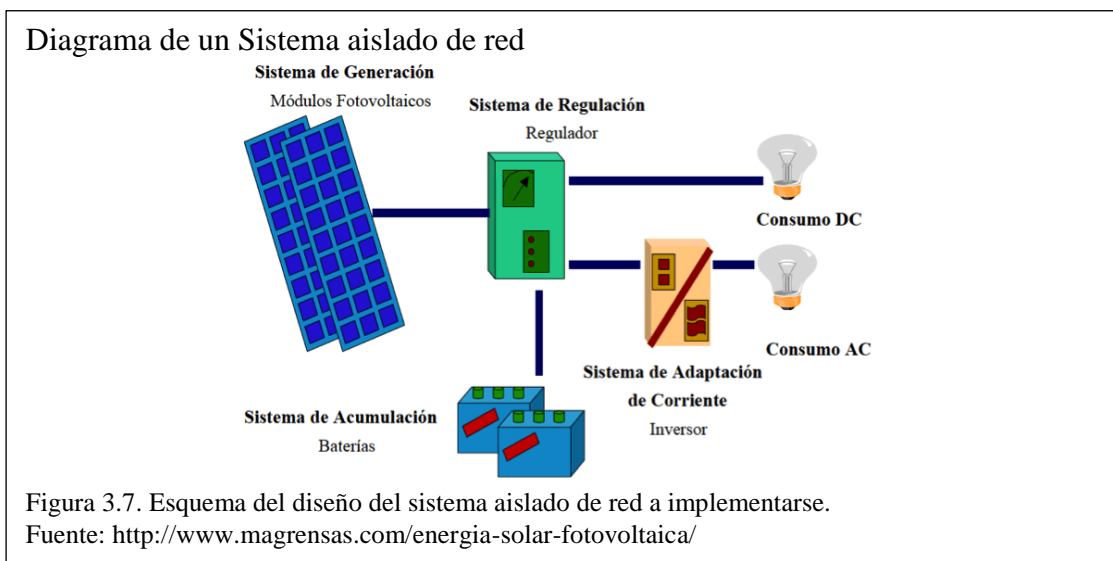 Diagrama de un Sistema aislado de red
Sistema de Generación
Módulos Fotovoltaicos
Sistema de Regulación
Regulador
Consumo DC
Consumo AC
Sistema de Adaptación
de Corriente
Inversor
Sistema de Acumulación
Baterías
Figura 3.7. Esquema del diseño del sistema aislado de red a implementarse.
Fuente: http://www.magrensas.com/energia-solar-fotovoltaica/